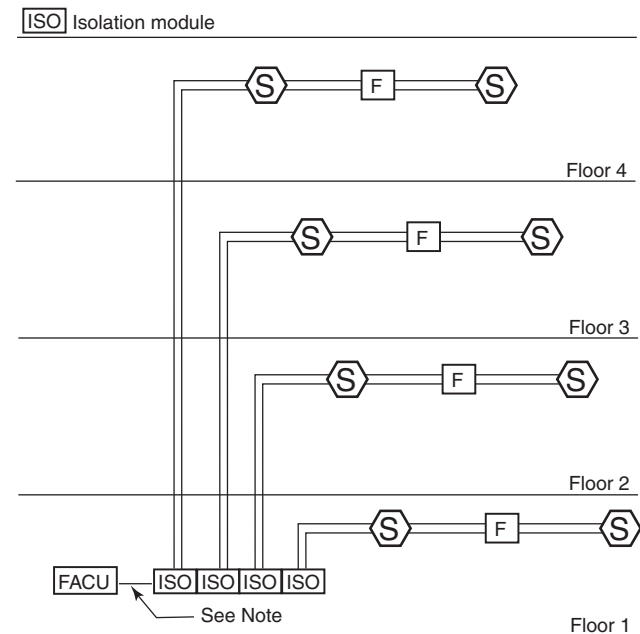 ISO Isolation module
S F S
Floor 4
S F S
Floor 3
S F S
Floor 2
S F S
FACU ISO ISO ISO ISO
See Note
Floor 1